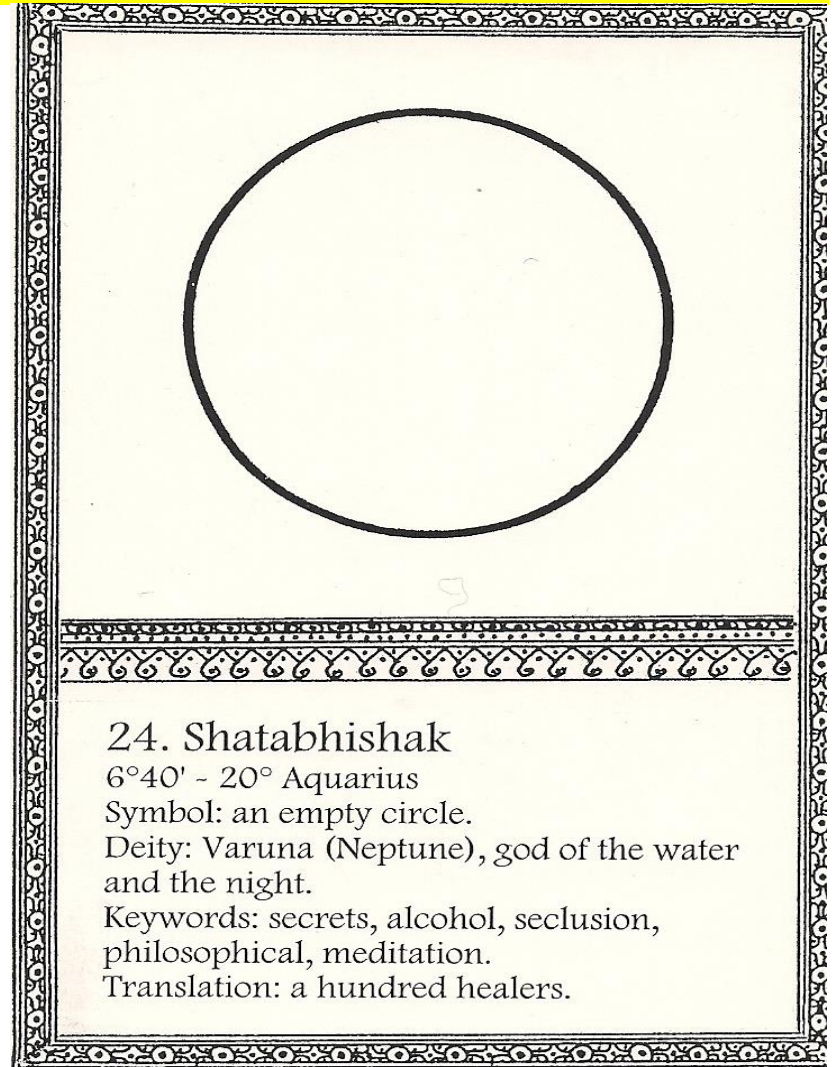 24. Shatabhishak
6°40' - 20° Aquarius
Symbol: an empty circle.
Deity: Varuna (Neptune), god of the water
and the night.
Keywords: secrets, alcohol, seclusion,
philosophical, meditation.
Translation: a hundred healers.